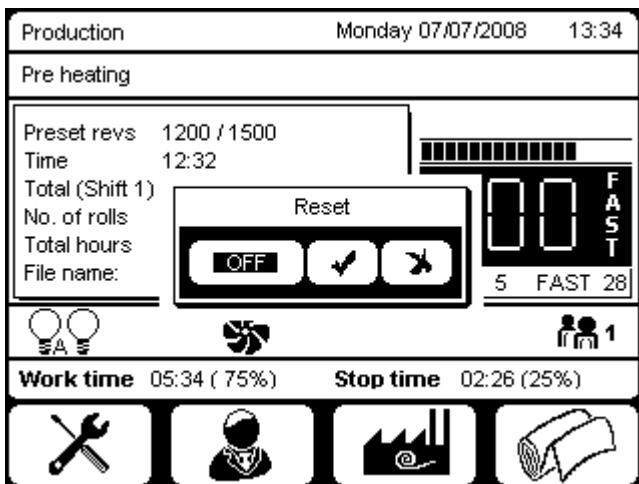 Production Monday 07/07/2008 13:34
Pre heating
Preset revs 1200 / 1500
Time 12:32
Total (Shift 1)
No. of rolls
Total hours
File name:
Reset
OFF
00
FAST
5 FAST 28
A
1
Work time 05:34 ( 75%) Stop time 02:26 (25%)